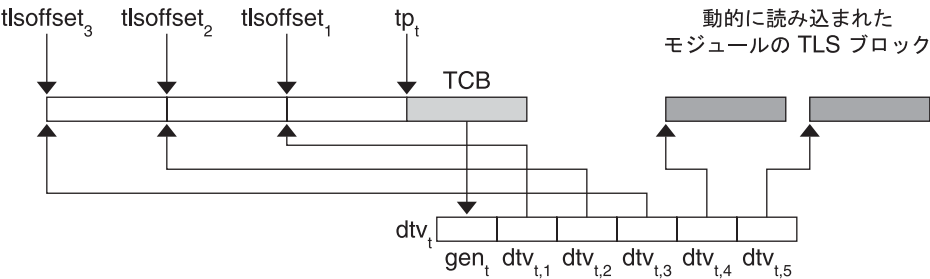 tlsoffset₃ tlsoffset₂ tlsoffset₁ tpₜ
動的に読み込まれた
モジュールの TLS ブロック
TCB
dtvₜ
genₜ dtvₜ,₁ dtvₜ,₂ dtvₜ,₃ dtvₜ,₄ dtvₜ,₅